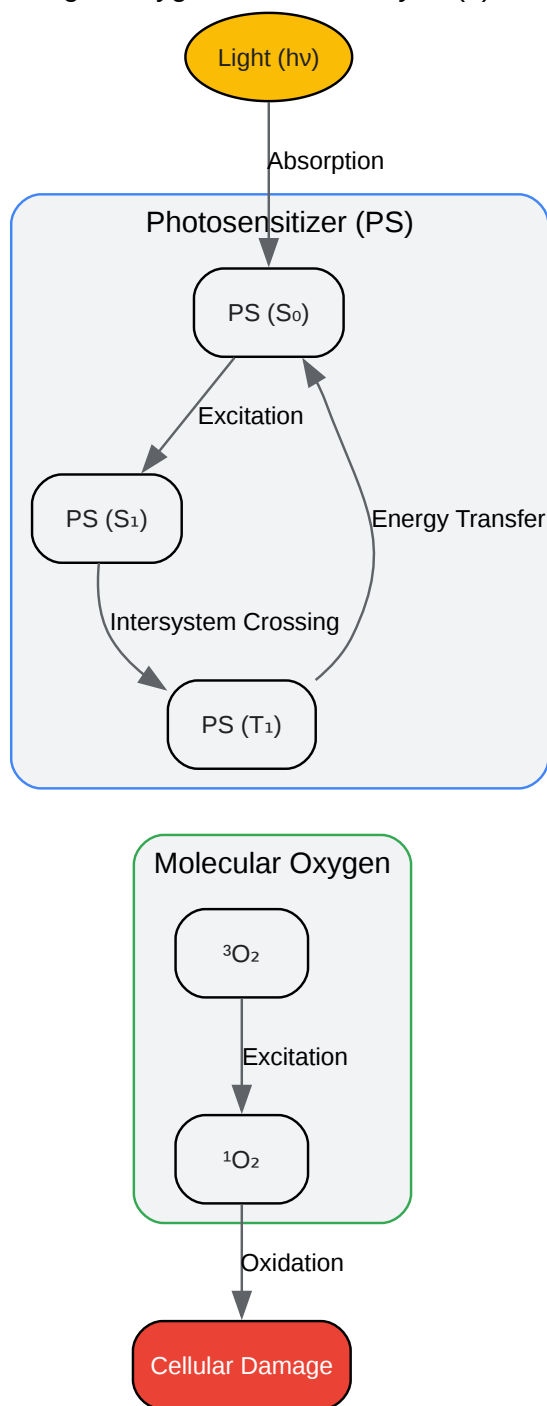 Light (hν)
Absorption
Photosensitizer (PS)
PS (S₀)
Excitation
PS (S₁)
Energy Transfer
Intersystem Crossing
PS (T₁)
Molecular Oxygen
³O₂
Excitation
¹O₂
Oxidation
Cellular Damage